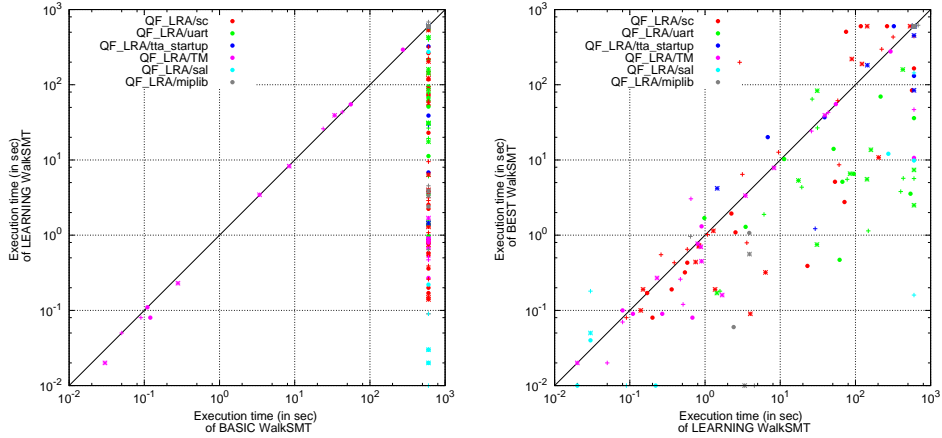 10^3
10^2
10^1
10^0
10^-1
10^-2
Execution time (in sec)
of LEARNING WalkSMT
QF_LRA/sc
QF_LRA/uart
QF_LRA/tta_startup
QF_LRA/TM
QF_LRA/sal
QF_LRA/miplib
10^-2 10^-1 10^0 10^1 10^2 10^3
Execution time (in sec)
of BASIC WalkSMT
10^3
10^2
10^1
10^0
10^-1
10^-2
Execution time (in sec)
of BEST WalkSMT
QF_LRA/sc
QF_LRA/uart
QF_LRA/tta_startup
QF_LRA/TM
QF_LRA/sal
QF_LRA/miplib
10^-2 10^-1 10^0 10^1 10^2 10^3
Execution time (in sec)
of LEARNING WalkSMT